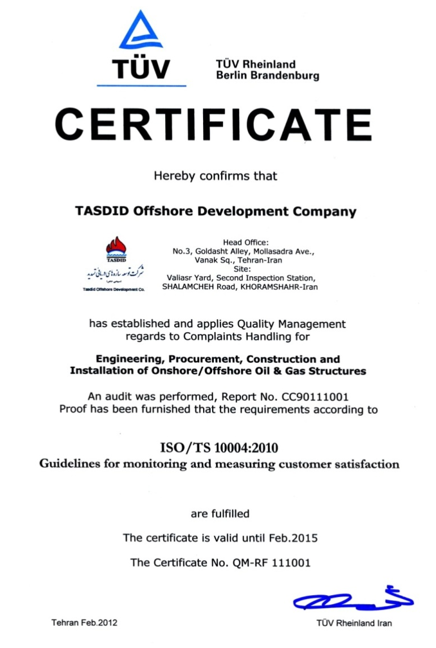 TÜV
TÜV Rheinland
Berlin Brandenburg
CERTIFICATE
Hereby confirms that
TASDID Offshore Development Company
TASDID
شرکت توسعه سازه‌های دریایی تسدید
Tasdid Offshore Development Co.
Head Office:
No.3, Goldasht Alley, Mollasadra Ave.,
Vanak Sq., Tehran-Iran
Site:
Valiasr Yard, Second Inspection Station,
SHALAMCHEH Road, KHORAMSHAHR-Iran
has established and applies Quality Management
regards to Complaints Handling for
Engineering, Procurement, Construction and
Installation of Onshore/Offshore Oil & Gas Structures
An audit was performed, Report No. CC90111001
Proof has been furnished that the requirements according to
ISO/TS 10004:2010
Guidelines for monitoring and measuring customer satisfaction
are fulfilled
The certificate is valid until Feb.2015
The Certificate No. QM-RF 111001
Tehran Feb.2012
TÜV Rheinland Iran